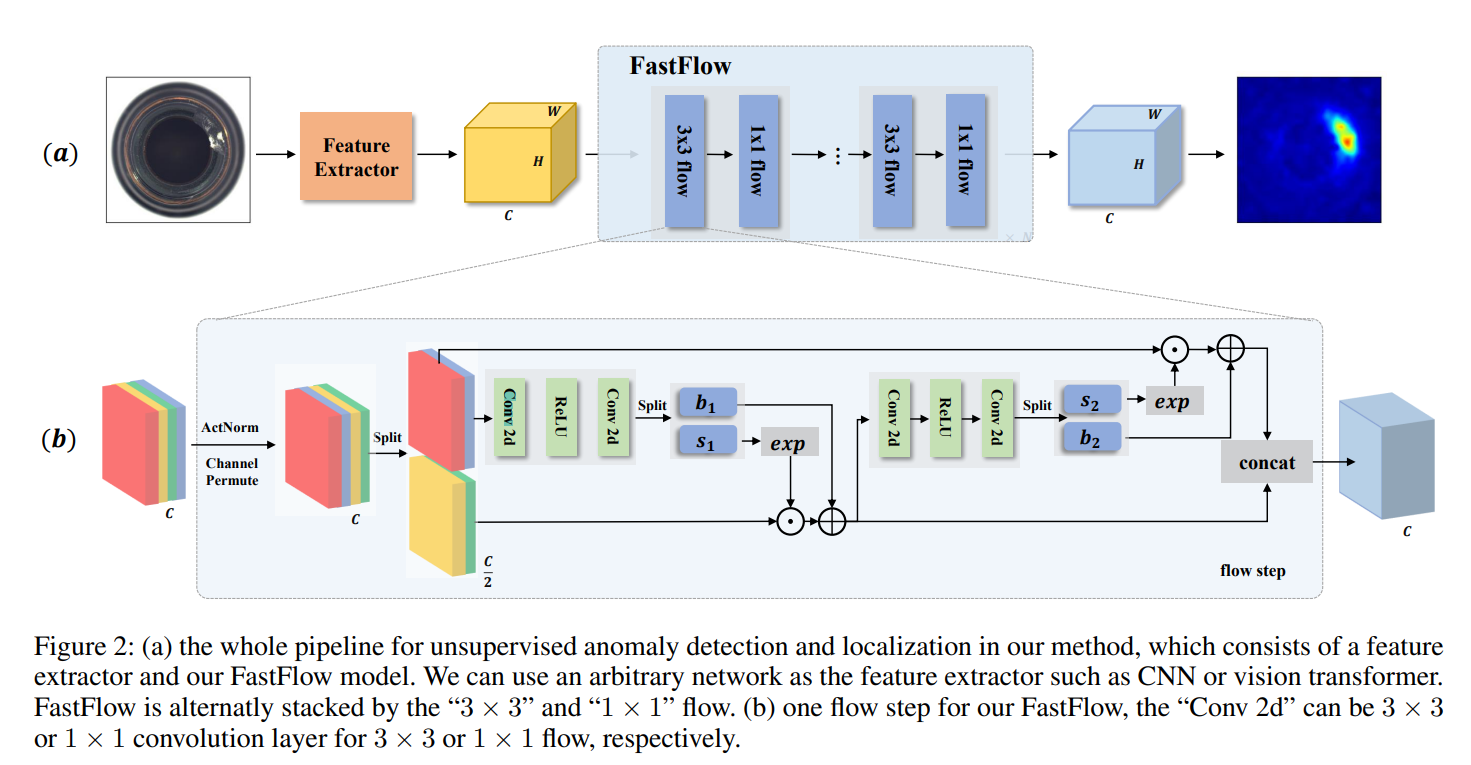 FastFlow
(a)
Feature
Extractor
W
H
C
3x3 flow
1x1 flow
3x3 flow
1x1 flow
× N
W
H
C
(b)
C
ActNorm
Channel
Permute
C
Split
C
2
Conv 2d
ReLU
Conv 2d
Split
b1
s1
exp
Conv 2d
ReLU
Conv 2d
Split
s2
b2
exp
concat
C
flow step
Figure 2: (a) the whole pipeline for unsupervised anomaly detection and localization in our method, which consists of a feature
extractor and our FastFlow model. We can use an arbitrary network as the feature extractor such as CNN or vision transformer.
FastFlow is alternatly stacked by the “3 × 3” and “1 × 1” flow. (b) one flow step for our FastFlow, the “Conv 2d” can be 3 × 3
or 1 × 1 convolution layer for 3 × 3 or 1 × 1 flow, respectively.